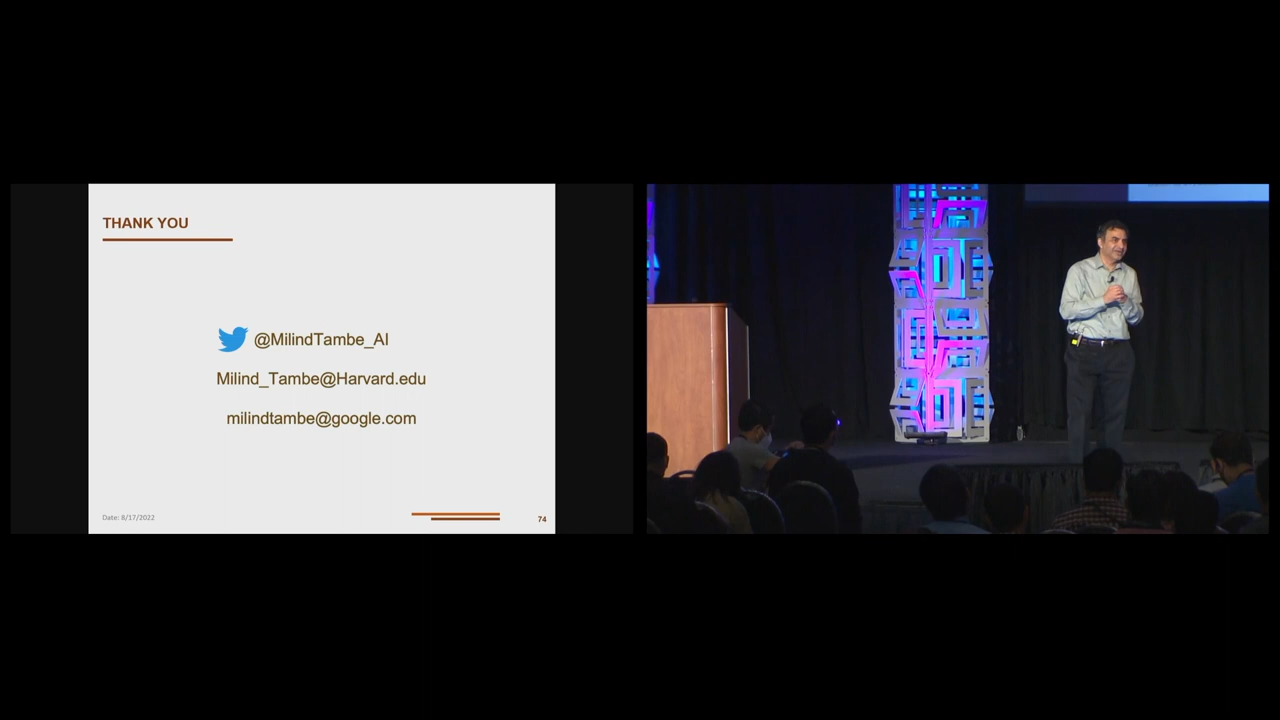 THANK YOU
@MilindTambe_AI
Milind_Tambe@Harvard.edu
milindtambe@google.com
Date: 8/17/2022
74